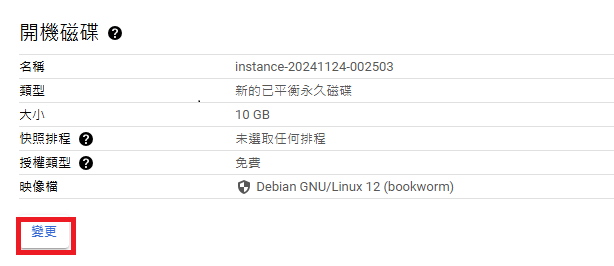 開機磁碟 ?
名稱 instance-20241124-002503
類型 新的已平衡永久磁碟
大小 10 GB
快照排程 ? 未選取任何排程
授權類型 ? 免費
映像檔 Debian GNU/Linux 12 (bookworm)
變更